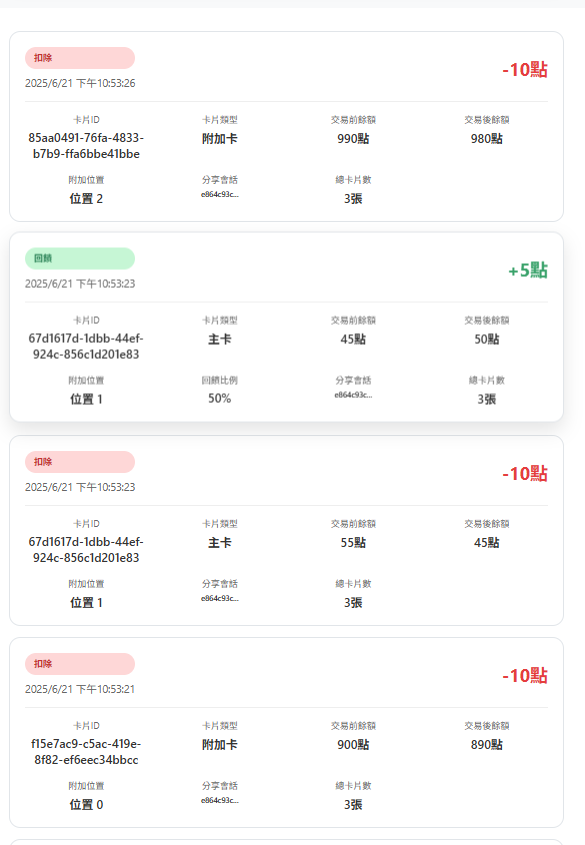 扣除
-10點
2025/6/21 下午10:53:26
卡片ID 卡片類型 交易前餘額 交易後餘額
85aa0491-76fa-4833-
b7b9-ffa6bbe41bbe
附加卡 990點 980點
附加位置 分享會話 總卡片數
位置 2 e864c93c... 3張
回饋
+5點
2025/6/21 下午10:53:23
卡片ID 卡片類型 交易前餘額 交易後餘額
67d1617d-1dbb-44ef-
924c-856c1d201e83
主卡 45點 50點
附加位置 回饋比例 分享會話 總卡片數
位置 1 50% e864c93c... 3張
扣除
-10點
2025/6/21 下午10:53:23
卡片ID 卡片類型 交易前餘額 交易後餘額
67d1617d-1dbb-44ef-
924c-856c1d201e83
主卡 55點 45點
附加位置 分享會話 總卡片數
位置 1 e864c93c... 3張
扣除
-10點
2025/6/21 下午10:53:21
卡片ID 卡片類型 交易前餘額 交易後餘額
f15e7ac9-c5ac-419e-
8f82-ef6eec34bbcc
附加卡 900點 890點
附加位置 分享會話 總卡片數
位置 0 e864c93c... 3張